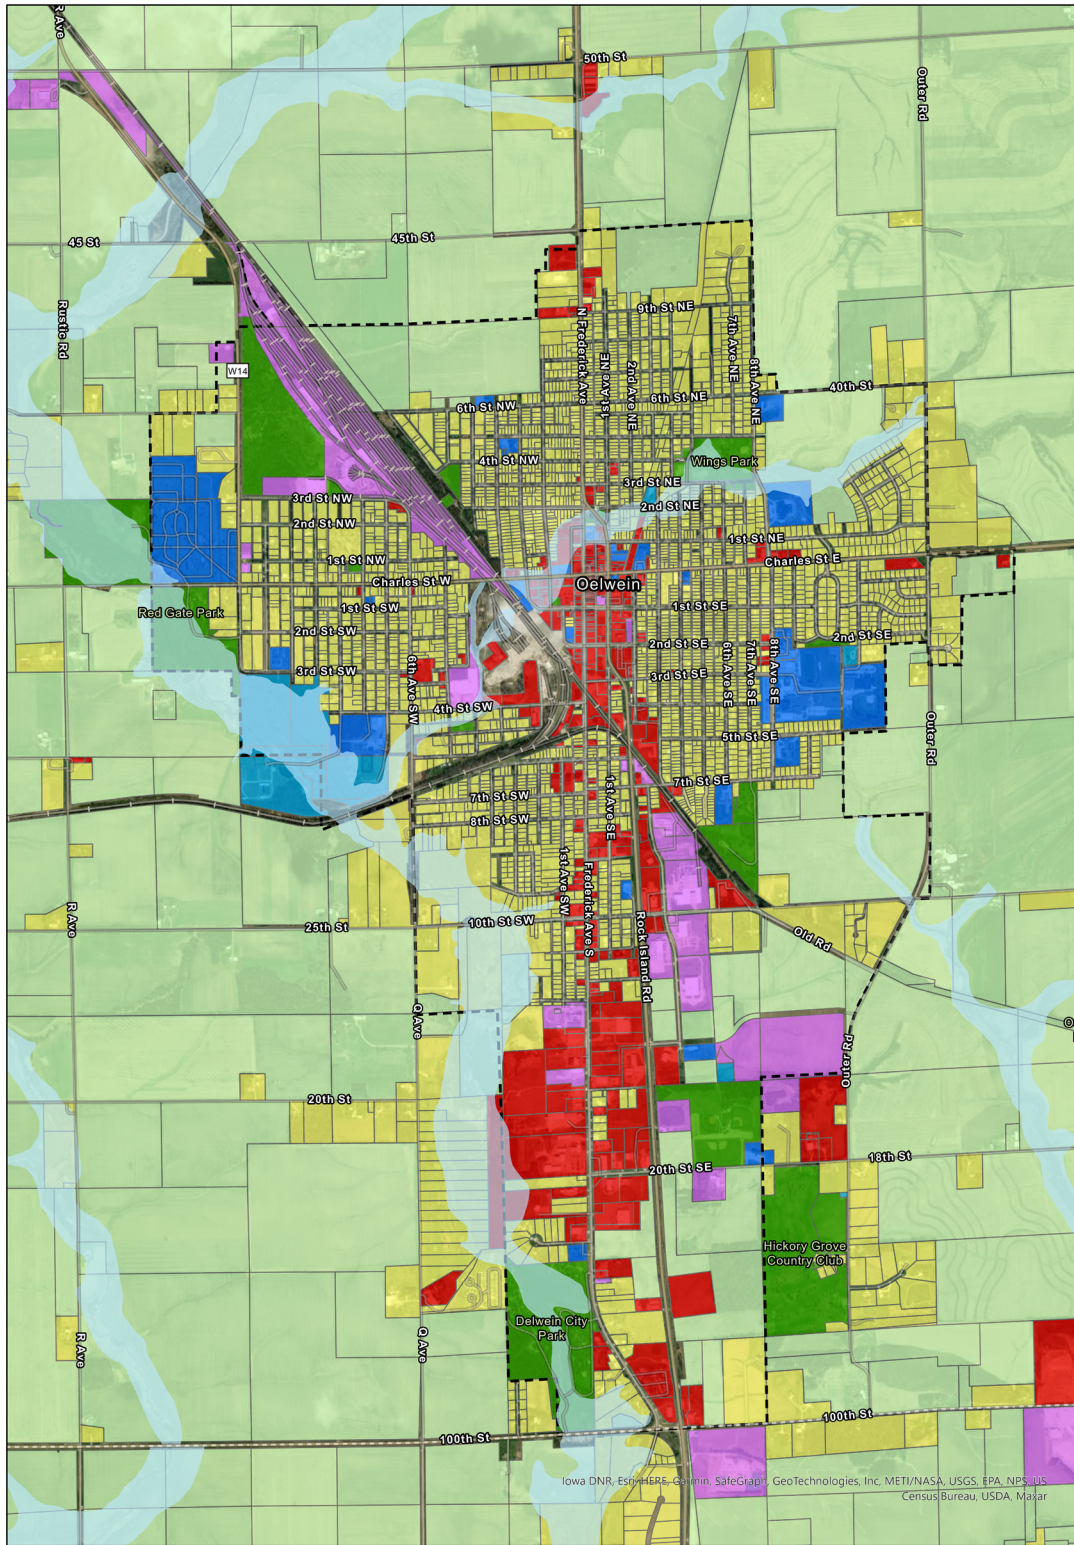 R Ave
50th St
Outer Rd
45 St
45th St
Rustic Rd
N Frederick Ave
9th St NE
1st Ave NE
2nd Ave NE
7th Ave NE
8th Ave NE
W14
40th St
6th St NW
6th St NE
4th St NW
Wings Park
3rd St NE
3rd St NW
2nd St NE
2nd St NW
1st St NE
1st St NW
Charles St E
Charles St W
Oelwein
1st St SW
1st St SE
Red Gate Park
2nd St SW
2nd St SE
2nd St SE
3rd St SW
3rd St SE
6th Ave SW
6th Ave SE
7th Ave SE
8th Ave SE
4th St SW
5th St SE
Outer Rd
7th St SE
7th St SW
1st Ave SE
8th St SW
1st Ave SW
Frederick Ave S
R Ave
10th St SW
25th St
Rock Island Rd
Old Rd
Q Ave
O
Outer Rd
20th St
18th St
20th St SE
Hickory Grove
Country Club
Oelwein City
Park
R Ave
Q Ave
100th St
100th St
Iowa DNR, Esri, HERE, Garmin, SafeGraph, GeoTechnologies, Inc, METI/NASA, USGS, EPA, NPS, US
Census Bureau, USDA, Maxar